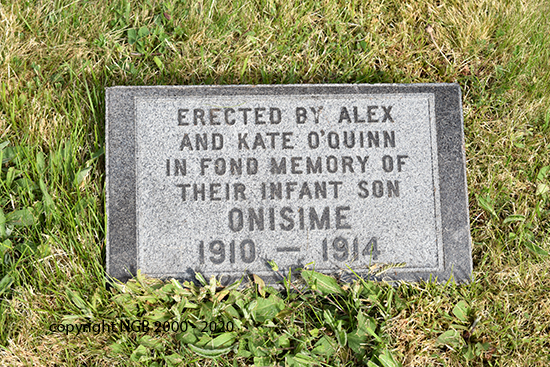 ERECTED BY ALEX
AND KATE O'QUINN
IN FOND MEMORY OF
THEIR INFANT SON
ONISIME
1910 — 1914
copyright NGB 2000 - 2020